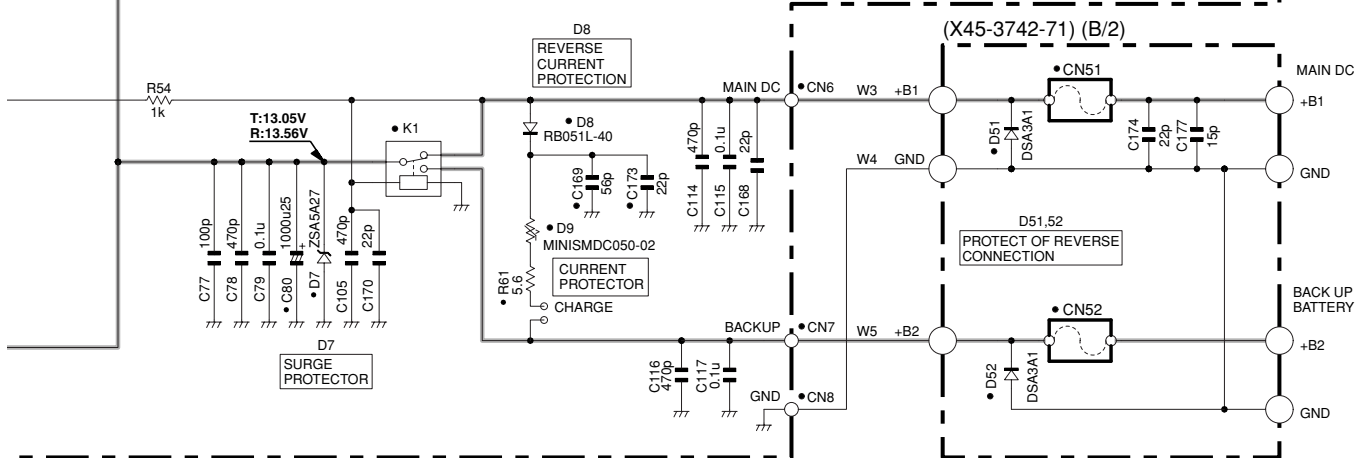 (X45-3742-71) (B/2)
D8
REVERSE
CURRENT
PROTECTION
MAIN DC
• CN6
W3
+B1
• CN51
MAIN DC
+B1
R54
1k
T:13.05V
R:13.56V
• K1
• D8
RB051L-40
• C169
56p
• C173
22p
470p
C114
0.1u
C115
22p
C168
W4
GND
• D51
DSA3A1
C174
22p
C177
15p
GND
100p
C77
470p
C78
0.1u
C79
1000u25
+
• C80
ZSA5A27
• D7
470p
C105
22p
C170
• D9
MINISMDC050-02
CURRENT
PROTECTOR
• R61
5.6
CHARGE
D51,52
PROTECT OF REVERSE
CONNECTION
BACK UP
BATTERY
BACKUP
• CN7
W5
+B2
• CN52
+B2
D7
SURGE
PROTECTOR
C116
470p
C117
0.1u
GND
• CN8
• D52
DSA3A1
GND